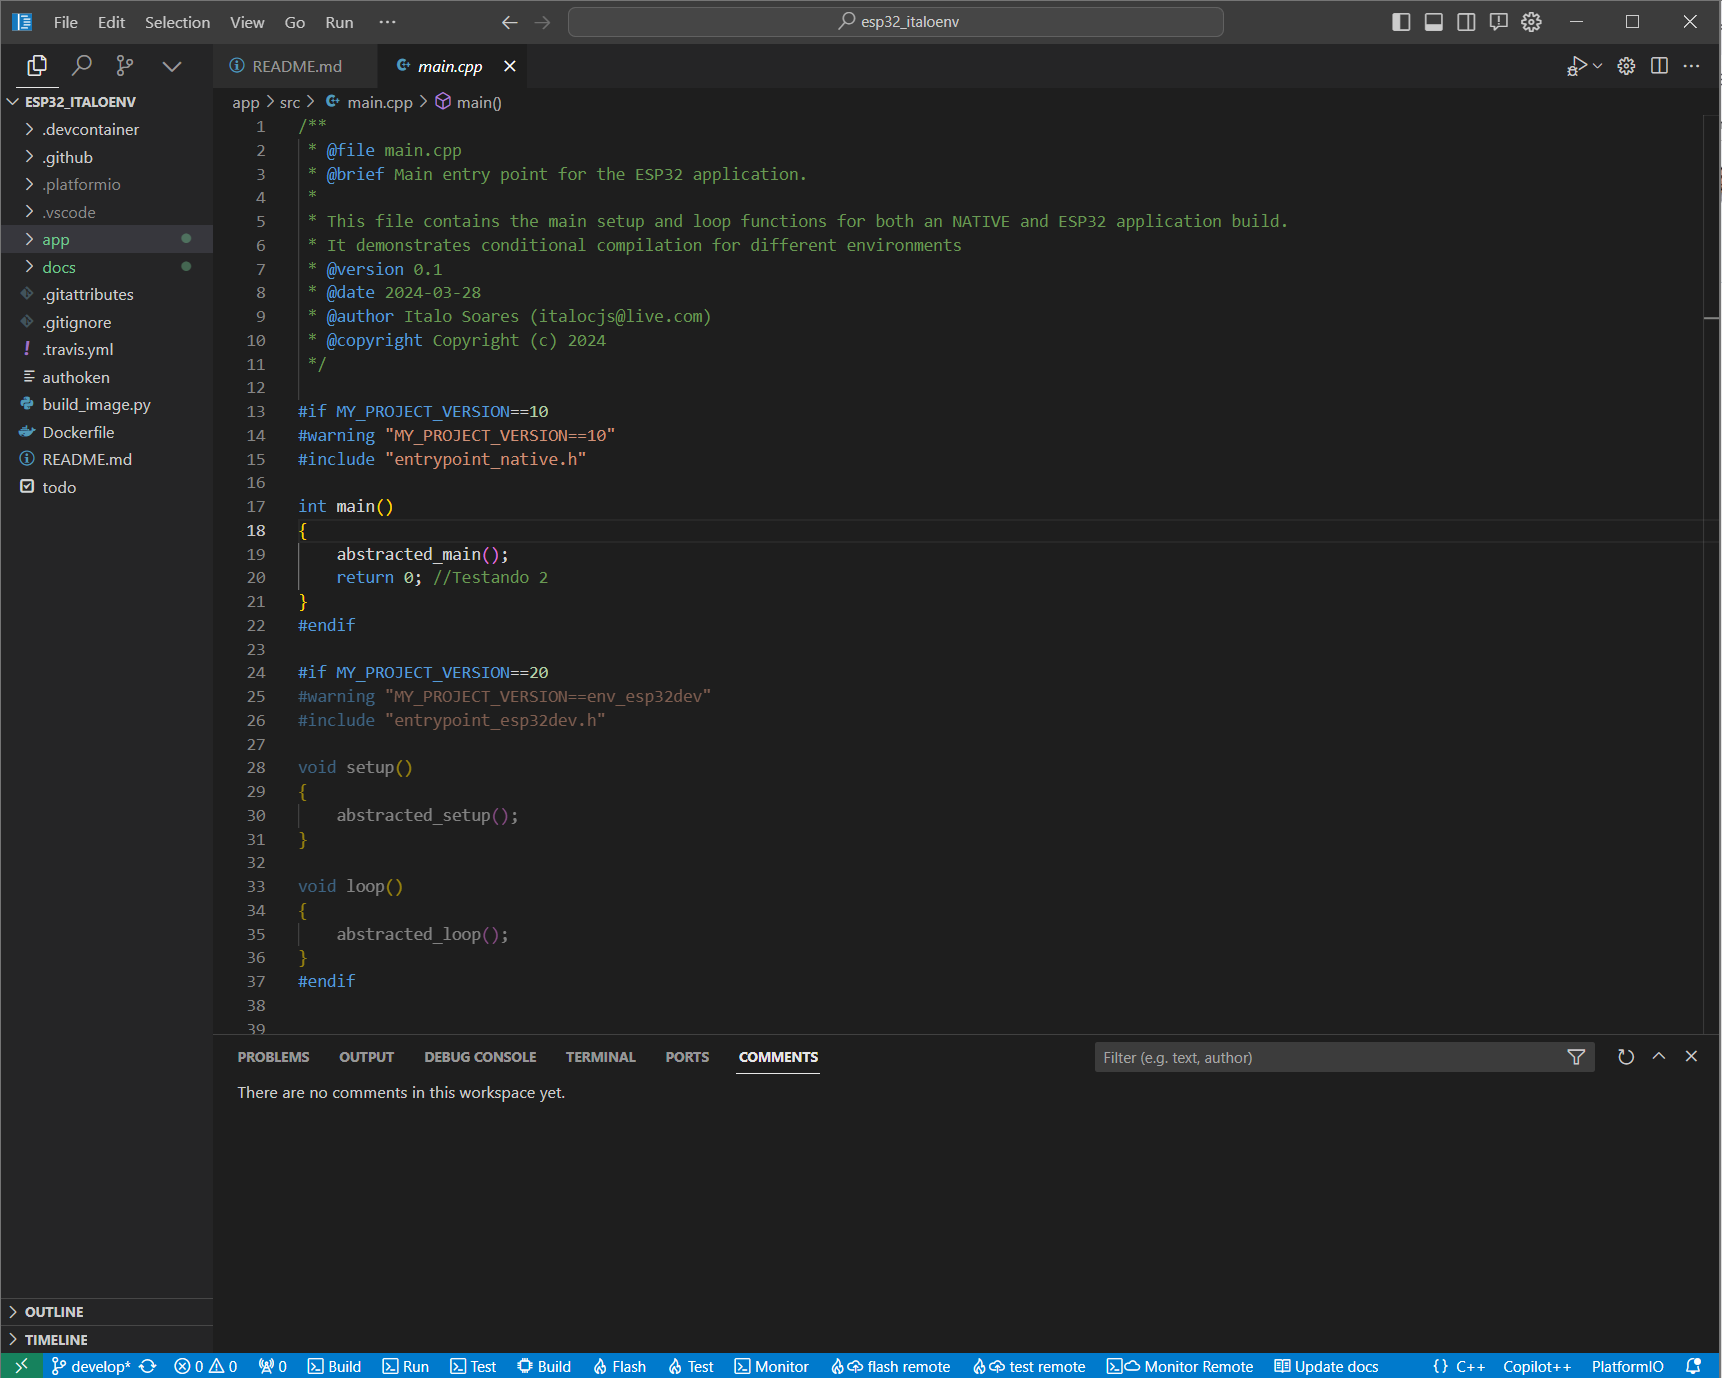 File Edit Selection View Go Run ··· esp32_italoenv
README.md main.cpp
ESP32_ITALOENV
.devcontainer
.github
.platformio
.vscode
app
docs
.gitattributes
.gitignore
.travis.yml
authoken
build_image.py
Dockerfile
README.md
todo
OUTLINE
TIMELINE
app > src > main.cpp > main()
1 /**
2 * @file main.cpp
3 * @brief Main entry point for the ESP32 application.
4 *
5 * This file contains the main setup and loop functions for both an NATIVE and ESP32 application build.
6 * It demonstrates conditional compilation for different environments
7 * @version 0.1
8 * @date 2024-03-28
9 * @author Italo Soares (italocjs@live.com)
10 * @copyright Copyright (c) 2024
11 */
12
13 #if MY_PROJECT_VERSION==10
14 #warning "MY_PROJECT_VERSION==10"
15 #include "entrypoint_native.h"
16
17 int main()
18 {
19 abstracted_main();
20 return 0; //Testando 2
21 }
22 #endif
23
24 #if MY_PROJECT_VERSION==20
25 #warning "MY_PROJECT_VERSION==env_esp32dev"
26 #include "entrypoint_esp32dev.h"
27
28 void setup()
29 {
30 abstracted_setup();
31 }
32
33 void loop()
34 {
35 abstracted_loop();
36 }
37 #endif
38
39
PROBLEMS OUTPUT DEBUG CONSOLE TERMINAL PORTS COMMENTS Filter (e.g. text, author)
There are no comments in this workspace yet.
develop* 0 0 0 Build Run Test Build Flash Test Monitor flash remote test remote Monitor Remote Update docs {} C++ Copilot++ PlatformIO